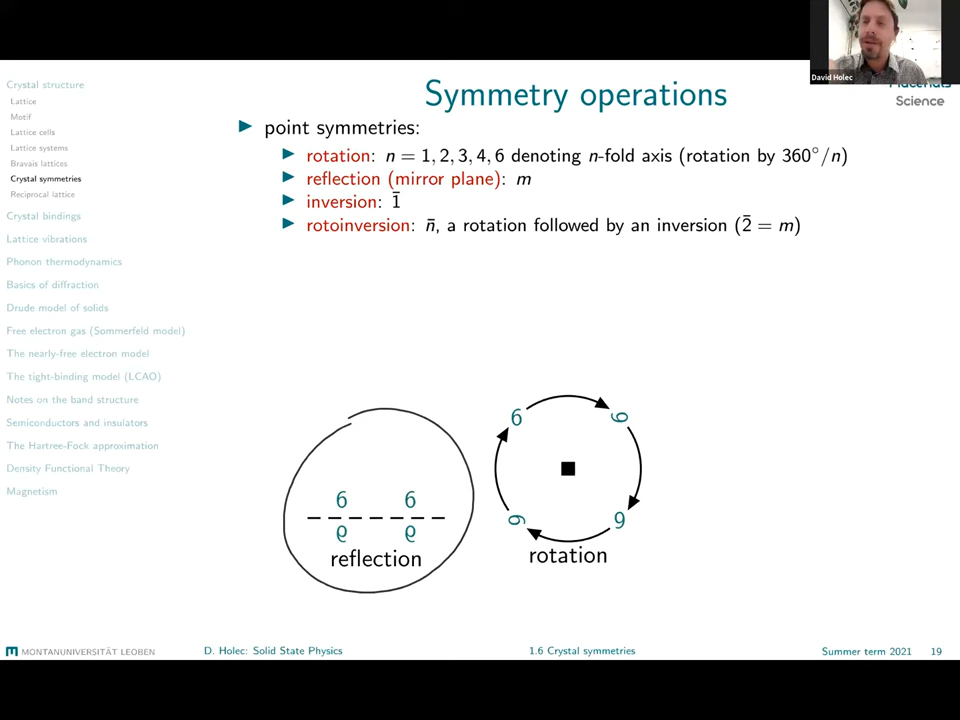 David Holec
Materials
Science
Crystal structure
Lattice
Motif
Lattice cells
Lattice systems
Bravais lattices
Crystal symmetries
Reciprocal lattice
Crystal bindings
Lattice vibrations
Phonon thermodynamics
Basics of diffraction
Drude model of solids
Free electron gas (Sommerfeld model)
The nearly-free electron model
The tight-binding model (LCAO)
Notes on the band structure
Semiconductors and insulators
The Hartree-Fock approximation
Density Functional Theory
Magnetism
Symmetry operations
point symmetries:
rotation: n = 1, 2, 3, 4, 6 denoting n-fold axis (rotation by 360°/n)
reflection (mirror plane): m
inversion: 1̄
rotoinversion: n̄, a rotation followed by an inversion (2̄ = m)
6 6
6 6
reflection
6 6
6 6
rotation
MONTANUNIVERSITÄT LEOBEN
D. Holec: Solid State Physics
1.6 Crystal symmetries
Summer term 2021 19